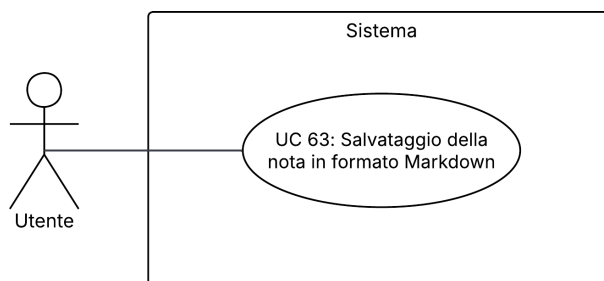 Sistema
UC 63: Salvataggio della
nota in formato Markdown
Utente